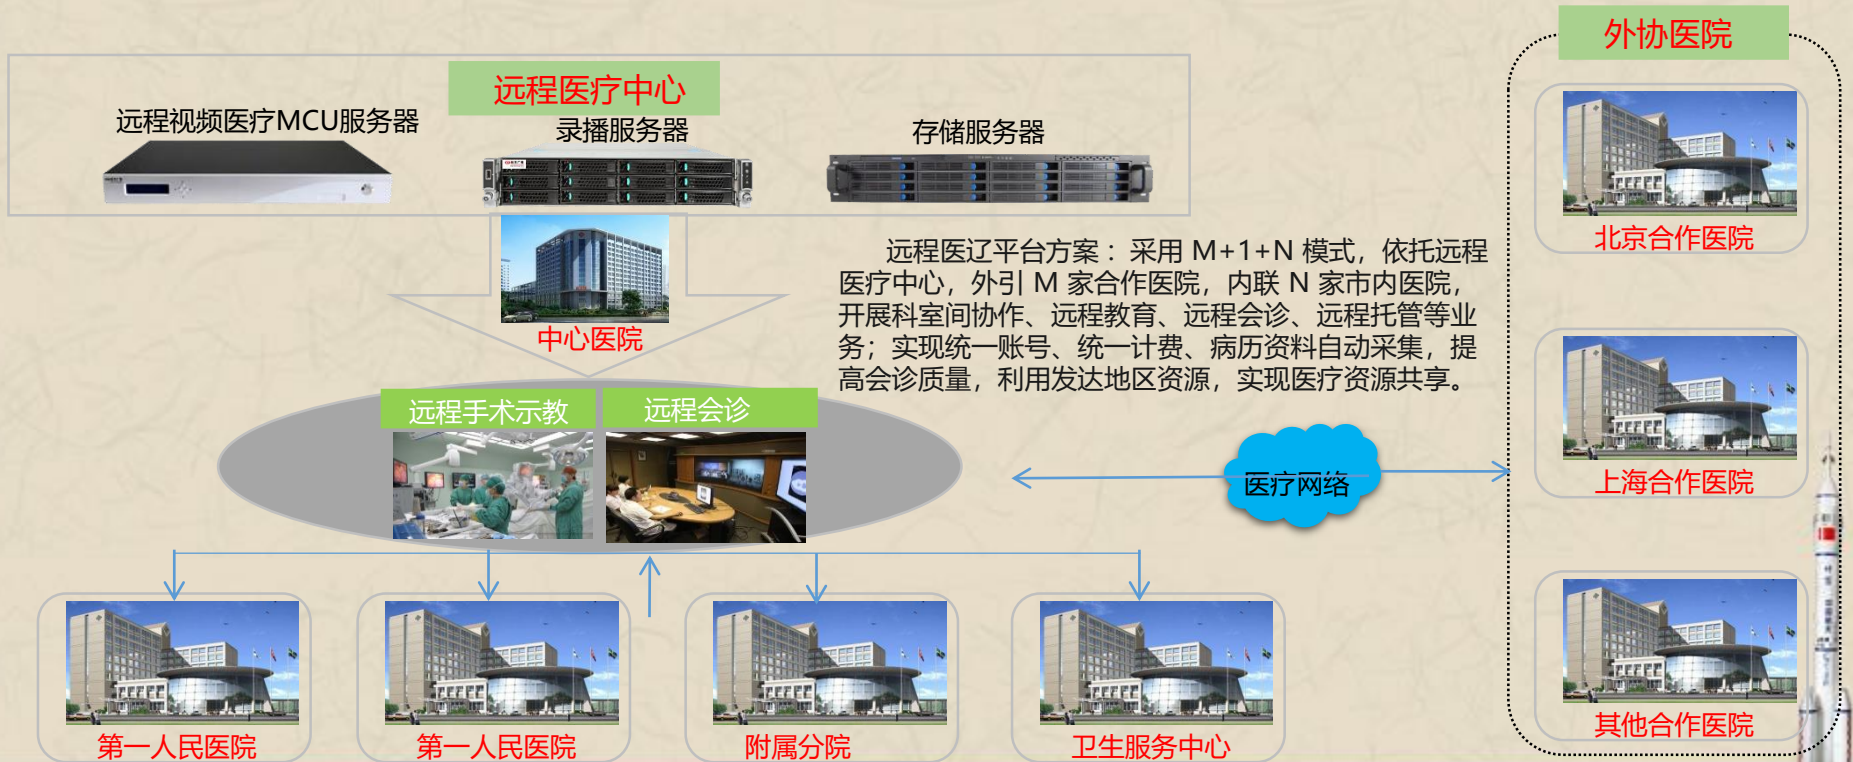 外协医院
远程医疗中心
远程视频医疗MCU服务器
录播服务器
存储服务器
北京合作医院
远程医辽平台方案：采用 M+1+N 模式，依托远程
医疗中心，外引 M 家合作医院，内联 N 家市内医院，
开展科室间协作、远程教育、远程会诊、远程托管等业
务；实现统一账号、统一计费、病历资料自动采集，提
高会诊质量，利用发达地区资源，实现医疗资源共享。
中心医院
远程手术示教
远程会诊
医疗网络
上海合作医院
其他合作医院
第一人民医院
第一人民医院
附属分院
卫生服务中心